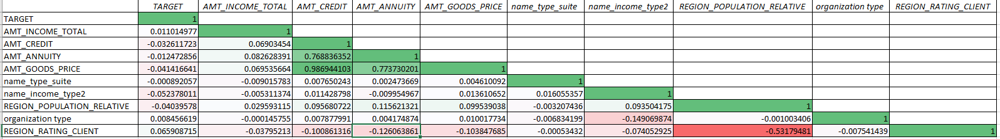 TARGET AMT_INCOME_TOTAL AMT_CREDIT AMT_ANNUITY AMT_GOODS_PRICE name_type_suite name_income_type2 REGION_POPULATION_RELATIVE organization type REGION_RATING_CLIENT
TARGET 1
AMT_INCOME_TOTAL 0.011014977 1
AMT_CREDIT -0.032611723 0.06903454 1
AMT_ANNUITY -0.012472856 0.082628391 0.768836352 1
AMT_GOODS_PRICE -0.041416641 0.069535664 0.986944103 0.773730201 1
name_type_suite -0.000892057 -0.009015783 0.007650243 0.002473669 0.004610092 1
name_income_type2 -0.052378011 -0.005311374 0.011428798 -0.009954967 0.013610652 0.016055357 1
REGION_POPULATION_RELATIVE -0.04039578 0.029593115 0.095680722 0.115621321 0.099539038 -0.003207436 0.093504175 1
organization type 0.008456619 -0.000145755 0.007877991 0.004174874 0.010017734 -0.006834199 -0.149069874 -0.001003406 1
REGION_RATING_CLIENT 0.065908715 -0.03795213 -0.100861316 -0.126063861 -0.103847685 -0.00053432 -0.074052925 -0.53179481 -0.007541439 1